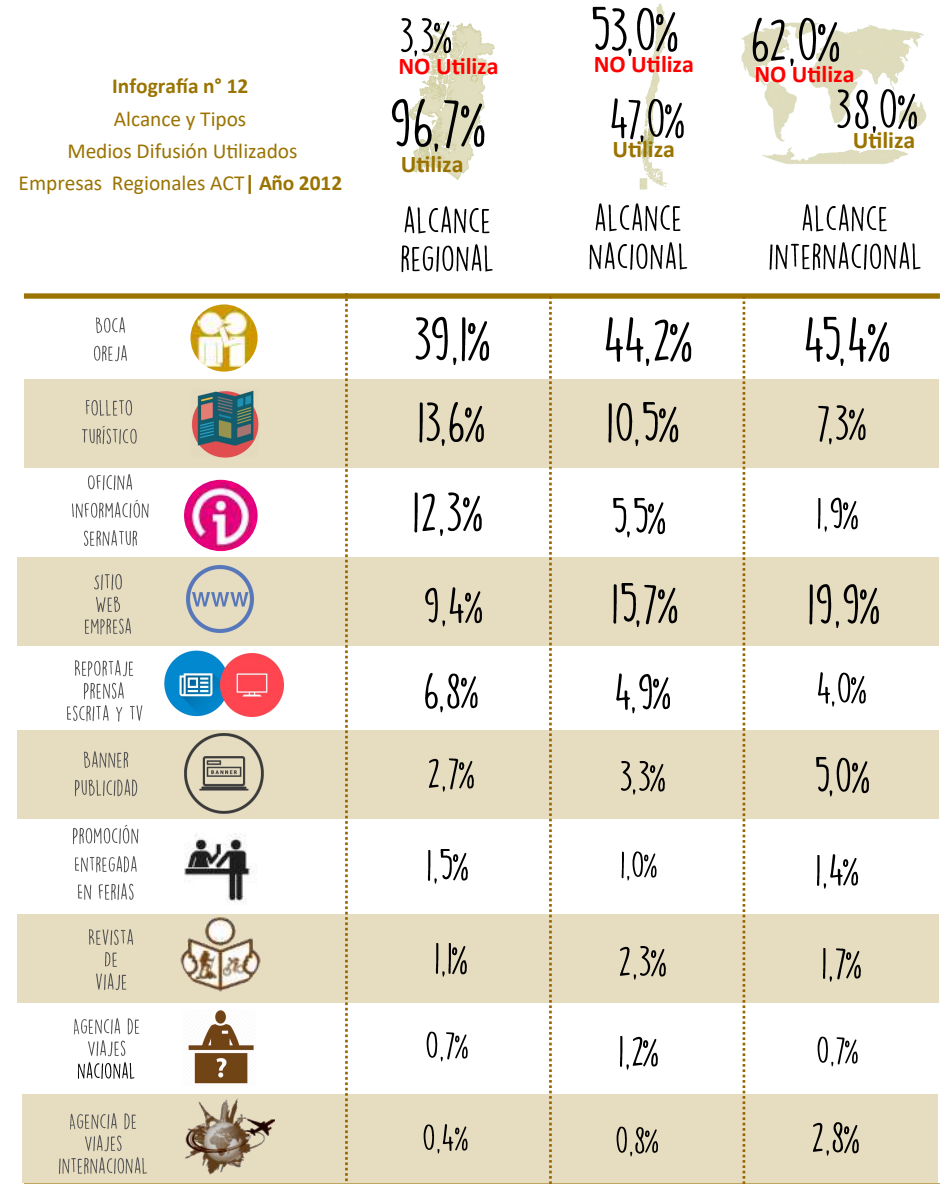 Infografía n° 12
Alcance y Tipos
Medios Difusión Utilizados
Empresas Regionales ACT| Año 2012
3,3%
NO Utiliza
96,7%
Utiliza
ALCANCE
REGIONAL
53,0%
NO Utiliza
47,0%
Utiliza
ALCANCE
NACIONAL
62,0%
NO Utiliza
38,0%
Utiliza
ALCANCE
INTERNACIONAL
BOCA
OREJA
39,1% 44,2% 45,4%
FOLLETO
TURÍSTICO
13,6% 10,5% 7,3%
OFICINA
INFORMACIÓN
SERNATUR
12,3% 5,5% 1,9%
SITIO
WEB
EMPRESA
WWW
9,4% 15,7% 19,9%
REPORTAJE
PRENSA
ESCRITA Y TV
6,8% 4,9% 4,0%
BANNER
PUBLICIDAD
BANNER
2,7% 3,3% 5,0%
PROMOCIÓN
ENTREGADA
EN FERIAS
1,5% 1,0% 1,4%
REVISTA
DE
VIAJE
1,1% 2,3% 1,7%
AGENCIA DE
VIAJES
NACIONAL
?
0,7% 1,2% 0,7%
AGENCIA DE
VIAJES
INTERNACIONAL
0,4% 0,8% 2,8%